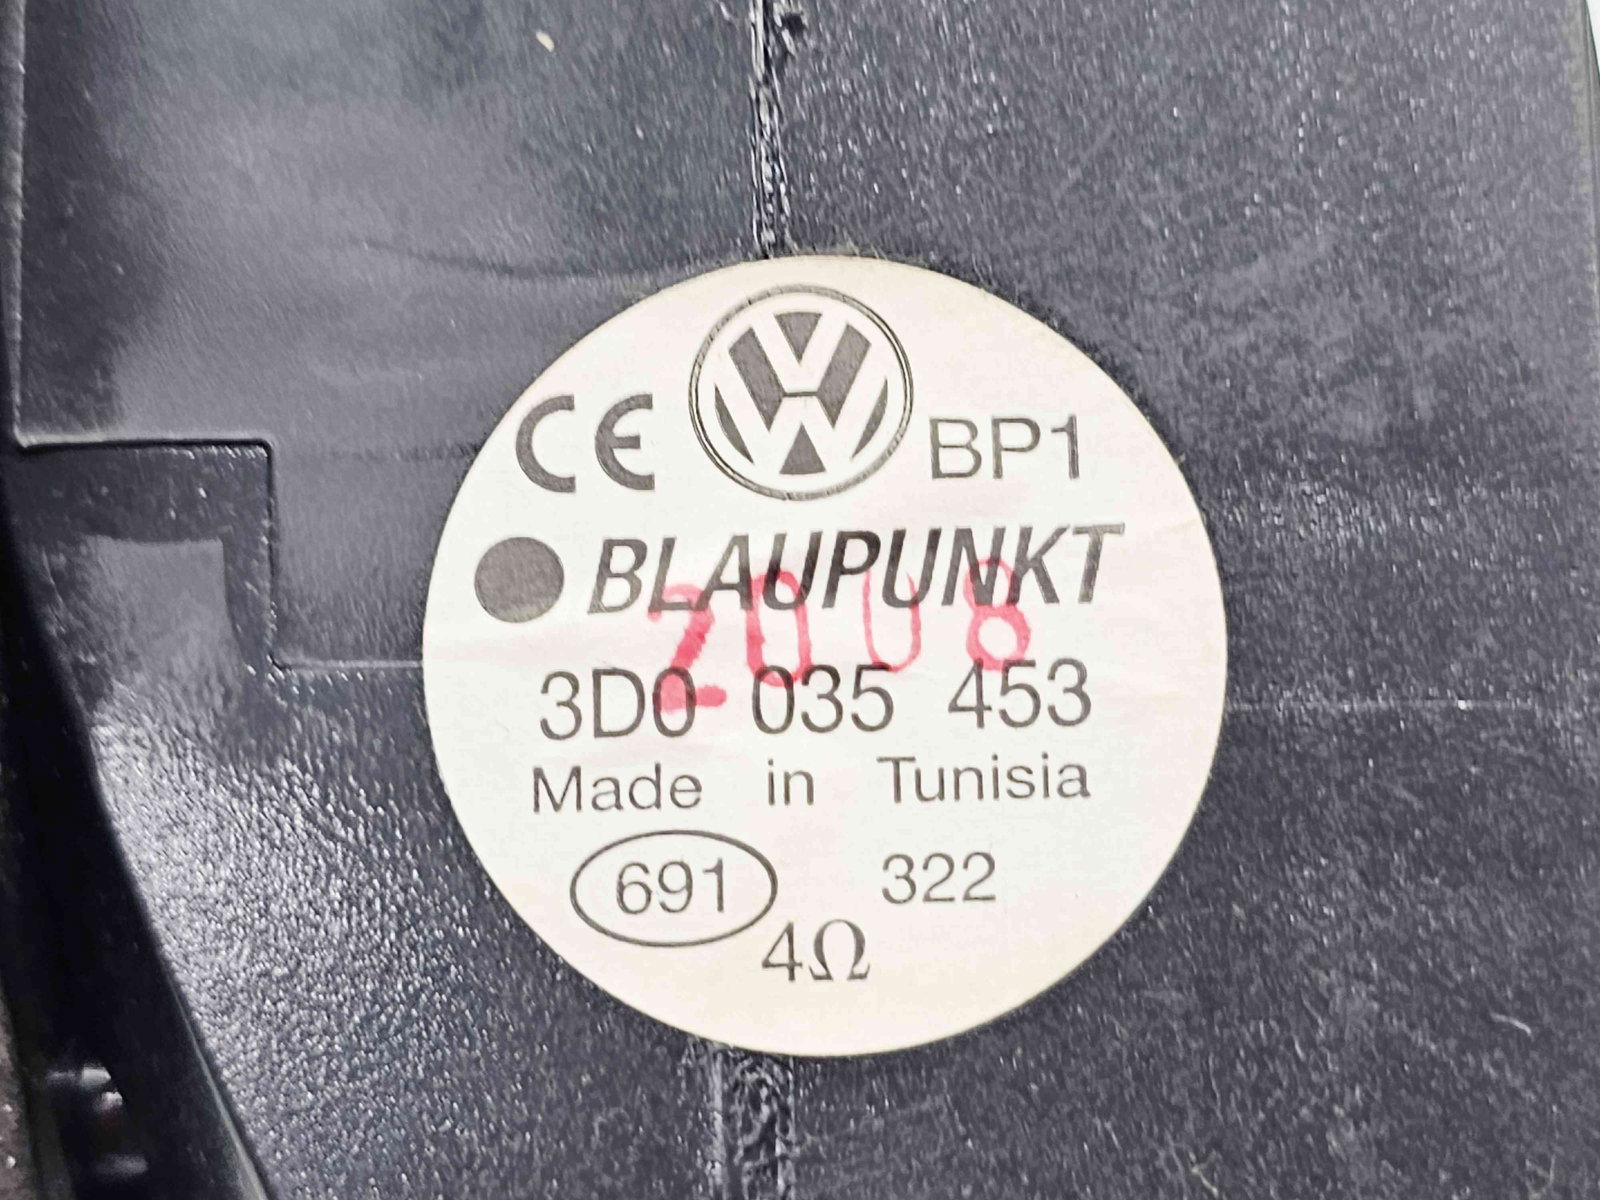 CE BP1
BLAUPUNKT
2008
3D0 035 453
Made in Tunisia
691 322
4Ω